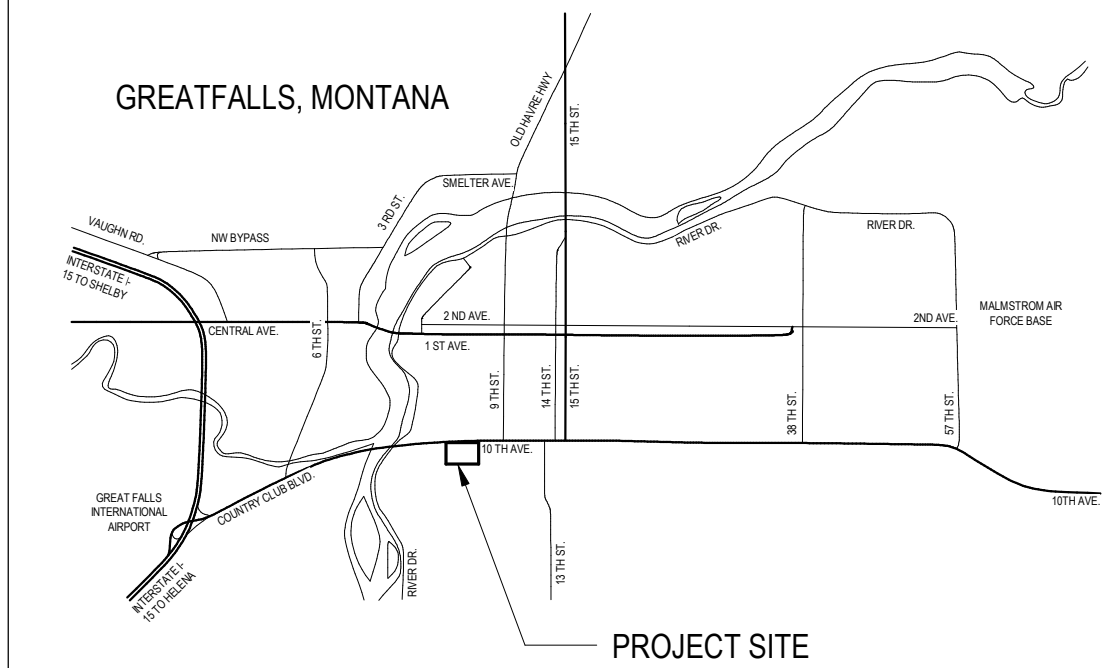 GREATFALLS, MONTANA
OLD HAVRE HWY
15 TH ST.
SMELTER AVE.
3 RD ST.
VAUGHN RD.
NW BYPASS
RIVER DR.
RIVER DR.
INTERSTATE I-
15 TO SHELBY
CENTRAL AVE.
6 TH ST.
2 ND AVE.
2ND AVE.
MALMSTROM AIR
FORCE BASE
1 ST AVE.
9 TH ST.
14 TH ST.
15 TH ST.
38 TH ST.
57 TH ST.
10 TH AVE.
COUNTRY CLUB BLVD.
GREAT FALLS
INTERNATIONAL
AIRPORT
10TH AVE.
INTERSTATE I-
15 TO HELENA
RIVER DR.
13 TH ST.
PROJECT SITE